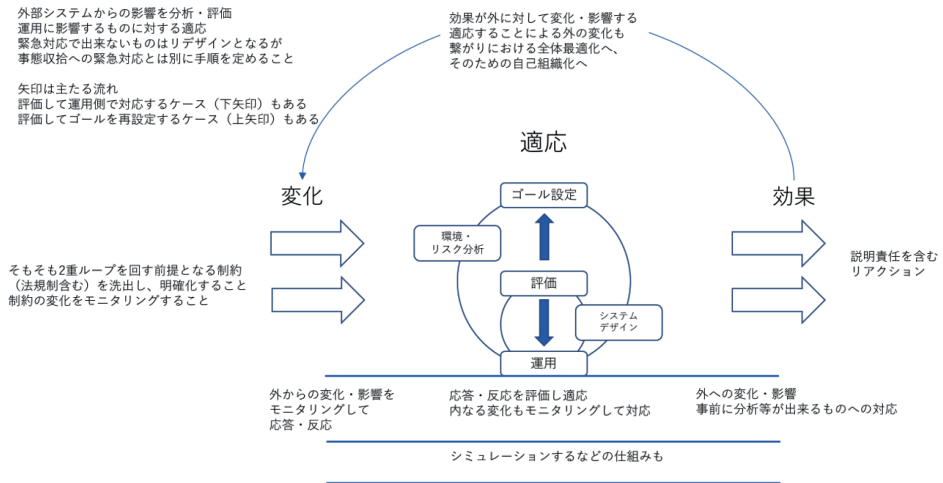 外部システムからの影響を分析・評価
運用に影響するものに対する適応
緊急対応で出来ないものはリデザインとなるが
事態収拾への緊急対応とは別に手順を定めること
矢印は主たる流れ
評価して運用側で対応するケース（下矢印）もある
評価してゴールを再設定するケース（上矢印）もある
効果が外に対して変化・影響する
適応することによる外の変化も
繋がりにおける全体最適化へ、
そのための自己組織化へ
適応
変化
効果
ゴール設定
環境・
リスク分析
評価
システム
デザイン
運用
そもそも2重ループを回す前提となる制約
（法規制含む）を洗出し、明確化すること
制約の変化をモニタリングすること
説明責任を含む
リアクション
外からの変化・影響を
モニタリングして
応答・反応
応答・反応を評価し適応
内なる変化もモニタリングして対応
外への変化・影響
事前に分析等が出来るものへの対応
シミュレーションするなどの仕組みも